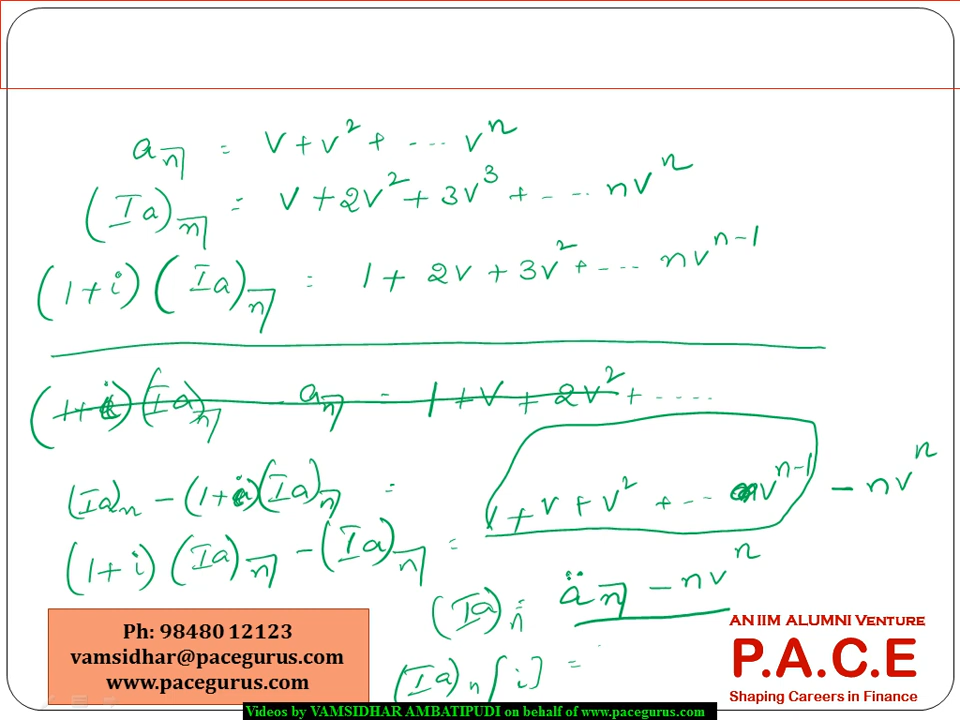 a n̅| = v + v² + ... vⁿ
(Ia) n̅| = v + 2v² + 3v³ + ... nvⁿ
(1+i) (Ia) n̅| = 1 + 2v + 3v² + ... nvⁿ⁻¹
(1+i)(Ia) n̅| - a n̅| = 1 + v + 2v² + ....
(Ia)n - (1+i)(Ia) n̅| = 1 + v + v² + ... vⁿ⁻¹ - nvⁿ
(1+i) (Ia) n̅| - (Ia) n̅| =
(Ia) n̅| = ä n̅| - nvⁿ
(Ia)n [i] =
Ph: 98480 12123
vamsidhar@pacegurus.com
www.pacegurus.com
AN IIM ALUMNI VENTURE
P.A.C.E
Shaping Careers in Finance
Videos by VAMSIDHAR AMBATIPUDI on behalf of www.pacegurus.com